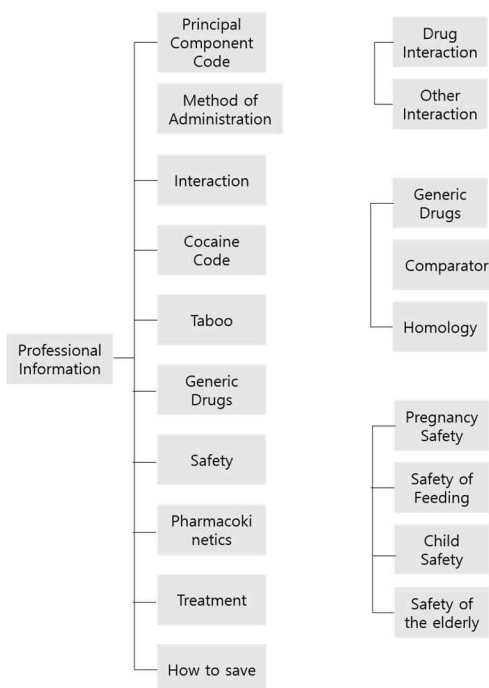 Principal
Component
Code
Method of
Administration
Interaction
Cocaine
Code
Taboo
Professional
Information
Generic
Drugs
Safety
Pharmacoki
netics
Treatment
How to save
Drug
Interaction
Other
Interaction
Generic
Drugs
Comparator
Homology
Pregnancy
Safety
Safety of
Feeding
Child
Safety
Safety of
the elderly